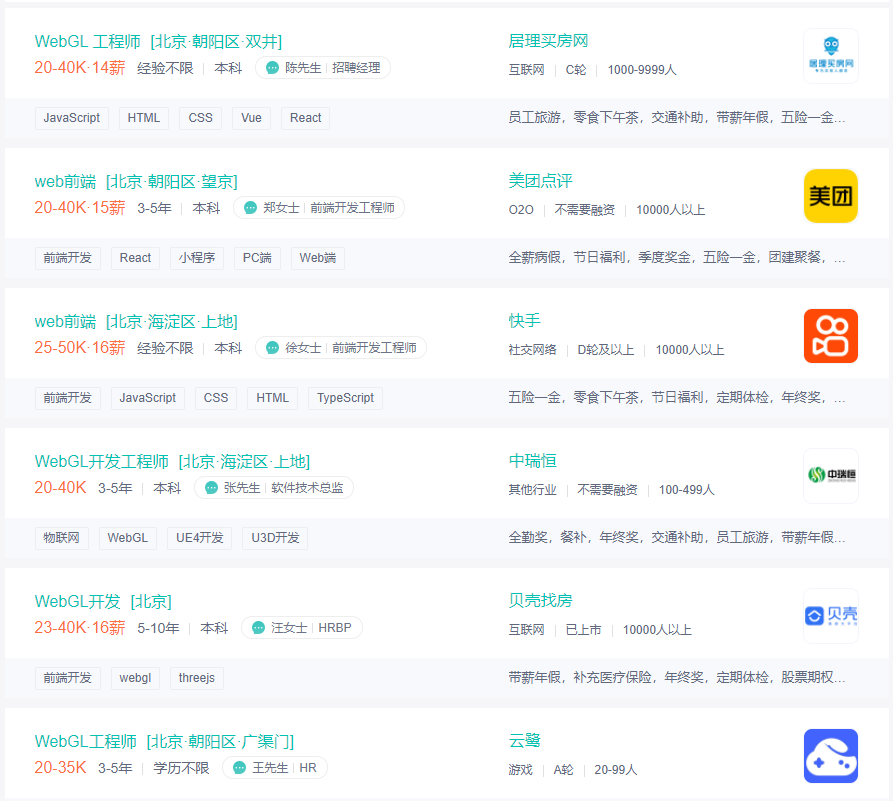 WebGL 工程师 [北京·朝阳区·双井]
20-40K·14薪 经验不限 本科 陈先生 招聘经理
居理买房网
互联网 C轮 1000-9999人
居理买房网
JavaScript HTML CSS Vue React
员工旅游，零食下午茶，交通补助，带薪年假，五险一金...
web前端 [北京·朝阳区·望京]
20-40K·15薪 3-5年 本科 郑女士 前端开发工程师
美团点评
O2O 不需要融资 10000人以上
美团
前端开发 React 小程序 PC端 Web端
全薪病假，节日福利，季度奖金，五险一金，团建聚餐，...
web前端 [北京·海淀区·上地]
25-50K·16薪 经验不限 本科 徐女士 前端开发工程师
快手
社交网络 D轮及以上 10000人以上
前端开发 JavaScript CSS HTML TypeScript
五险一金，零食下午茶，节日福利，定期体检，年终奖，...
WebGL开发工程师 [北京·海淀区·上地]
20-40K 3-5年 本科 张先生 软件技术总监
中瑞恒
其他行业 不需要融资 100-499人
中瑞恒
物联网 WebGL UE4开发 U3D开发
全勤奖，餐补，年终奖，交通补助，员工旅游，带薪年假...
WebGL开发 [北京]
23-40K·16薪 5-10年 本科 汪女士 HRBP
贝壳找房
互联网 已上市 10000人以上
贝壳
前端开发 webgl threejs
带薪年假，补充医疗保险，年终奖，定期体检，股票期权...
WebGL工程师 [北京·朝阳区·广渠门]
20-35K 3-5年 学历不限 王先生 HR
云鹭
游戏 A轮 20-99人